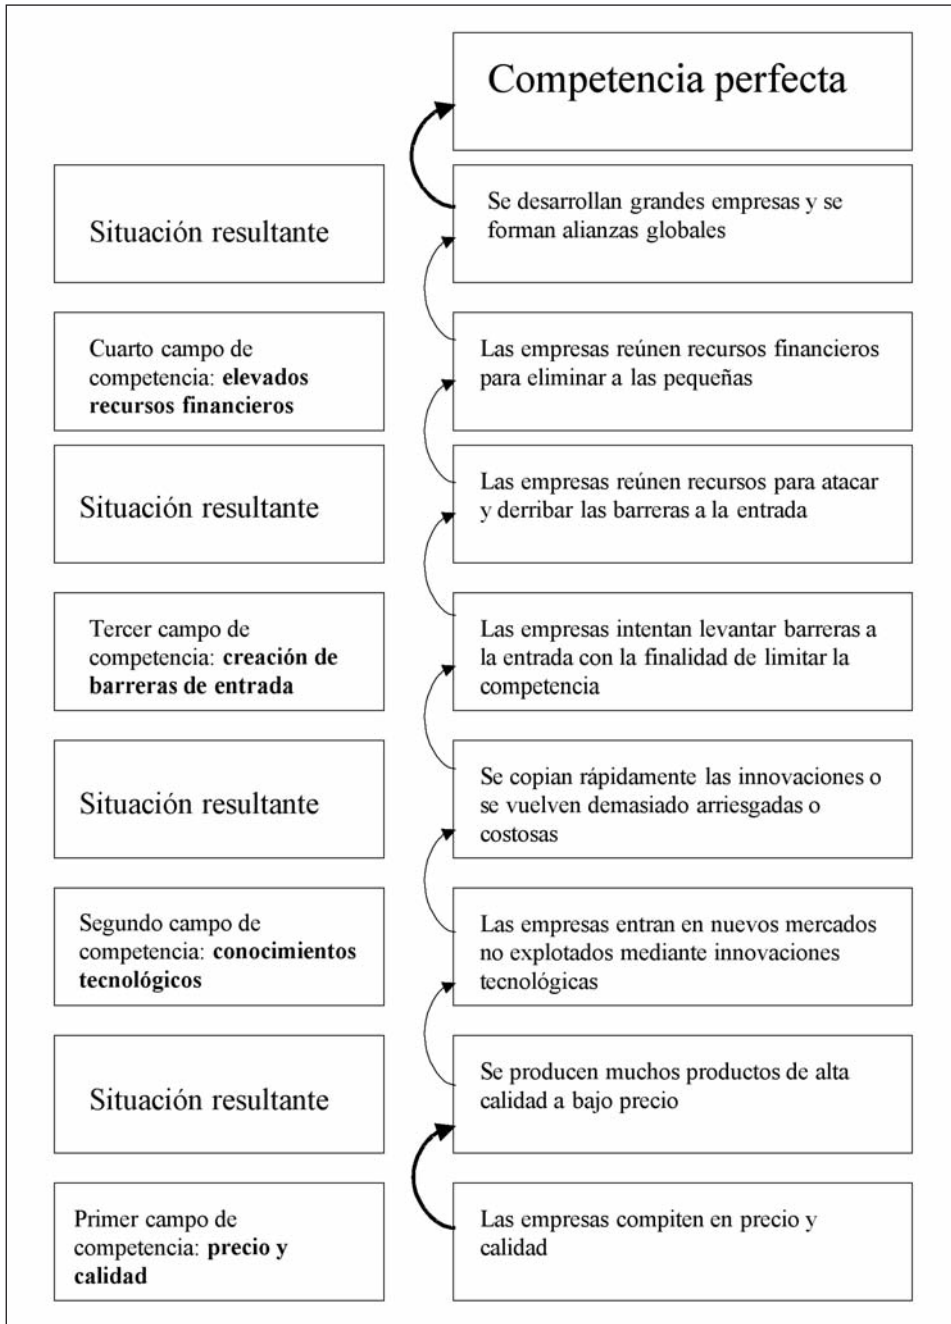 Competencia perfecta
Situación resultante
Se desarrollan grandes empresas y se
forman alianzas globales
Cuarto campo de
competencia: elevados
recursos financieros
Las empresas reúnen recursos financieros
para eliminar a las pequeñas
Situación resultante
Las empresas reúnen recursos para atacar
y derribar las barreras a la entrada
Tercer campo de
competencia: creación de
barreras de entrada
Las empresas intentan levantar barreras a
la entrada con la finalidad de limitar la
competencia
Situación resultante
Se copian rápidamente las innovaciones o
se vuelven demasiado arriesgadas o
costosas
Segundo campo de
competencia: conocimientos
tecnológicos
Las empresas entran en nuevos mercados
no explotados mediante innovaciones
tecnológicas
Situación resultante
Se producen muchos productos de alta
calidad a bajo precio
Primer campo de
competencia: precio y
calidad
Las empresas compiten en precio y
calidad